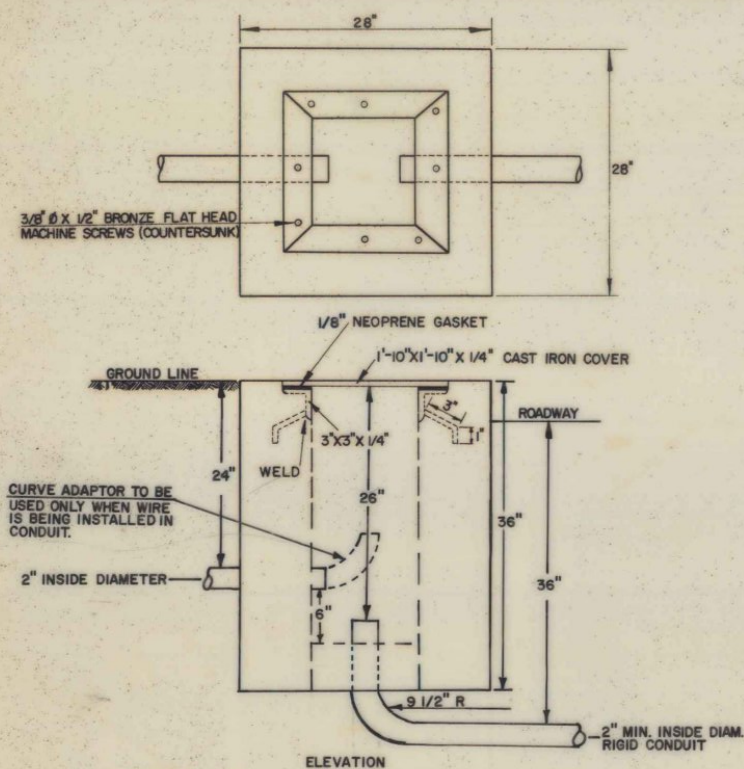 28"
28"
3/8" Ø X 1/2" BRONZE FLAT HEAD
MACHINE SCREWS (COUNTERSUNK)
1/8" NEOPRENE GASKET
1'-10"X1'-10" X 1/4" CAST IRON COVER
GROUND LINE
ROADWAY
3"
1"
3"X3"X1/4"
WELD
24"
26"
36"
36"
CURVE ADAPTOR TO BE
USED ONLY WHEN WIRE
IS BEING INSTALLED IN
CONDUIT.
2" INSIDE DIAMETER
6"
9 1/2" R
2" MIN. INSIDE DIAM.
RIGID CONDUIT
ELEVATION